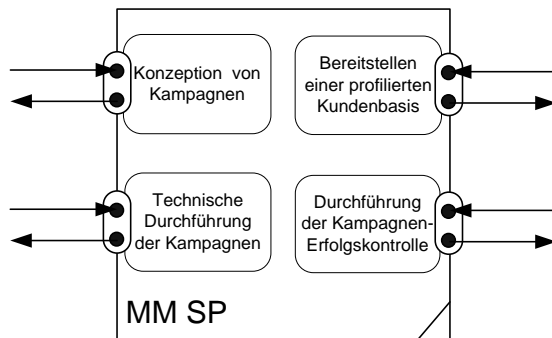 Konzeption von
Kampagnen
Bereitstellen
einer profilierten
Kundenbasis
Technische
Durchführung
der Kampagnen
Durchführung
der Kampagnen-
Erfolgskontrolle
MM SP